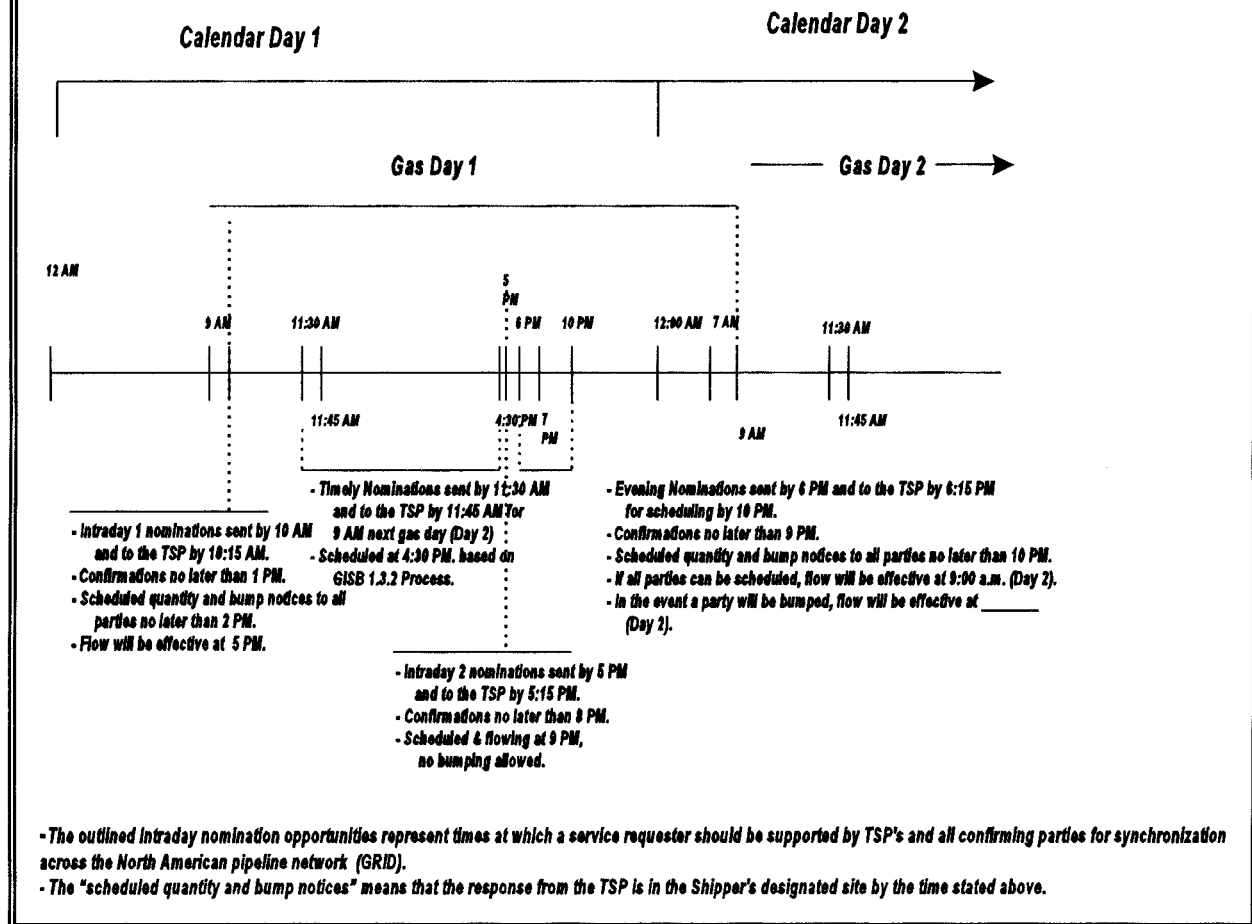 Calendar Day 1
Calendar Day 2
Gas Day 1
Gas Day 2
12 AM
5
PM
9 AM
11:30 AM
6 PM
10 PM
12:00 AM
7 AM
11:30 AM
11:45 AM
4:30 PM
7
PM
9 AM
11:45 AM
- Intraday 1 nominations sent by 10 AM
and to the TSP by 10:15 AM.
- Confirmations no later than 1 PM.
- Scheduled quantity and bump notices to all
parties no later than 2 PM.
- Flow will be effective at 5 PM.
- Timely Nominations sent by 11:30 AM
and to the TSP by 11:45 AM for
9 AM next gas day (Day 2)
- Scheduled at 4:30 PM. based on
GISB 1.3.2 Process.
- Evening Nominations sent by 6 PM and to the TSP by 6:15 PM
for scheduling by 10 PM.
- Confirmations no later than 9 PM.
- Scheduled quantity and bump notices to all parties no later than 10 PM.
- If all parties can be scheduled, flow will be effective at 9:00 a.m. (Day 2).
- In the event a party will be bumped, flow will be effective at ______
(Day 2).
- Intraday 2 nominations sent by 5 PM
and to the TSP by 5:15 PM.
- Confirmations no later than 8 PM.
- Scheduled & flowing at 9 PM,
no bumping allowed.
- The outlined intraday nomination opportunities represent times at which a service requester should be supported by TSP's and all confirming parties for synchronization
across the North American pipeline network (GRID).
- The "scheduled quantity and bump notices" means that the response from the TSP is in the Shipper's designated site by the time stated above.